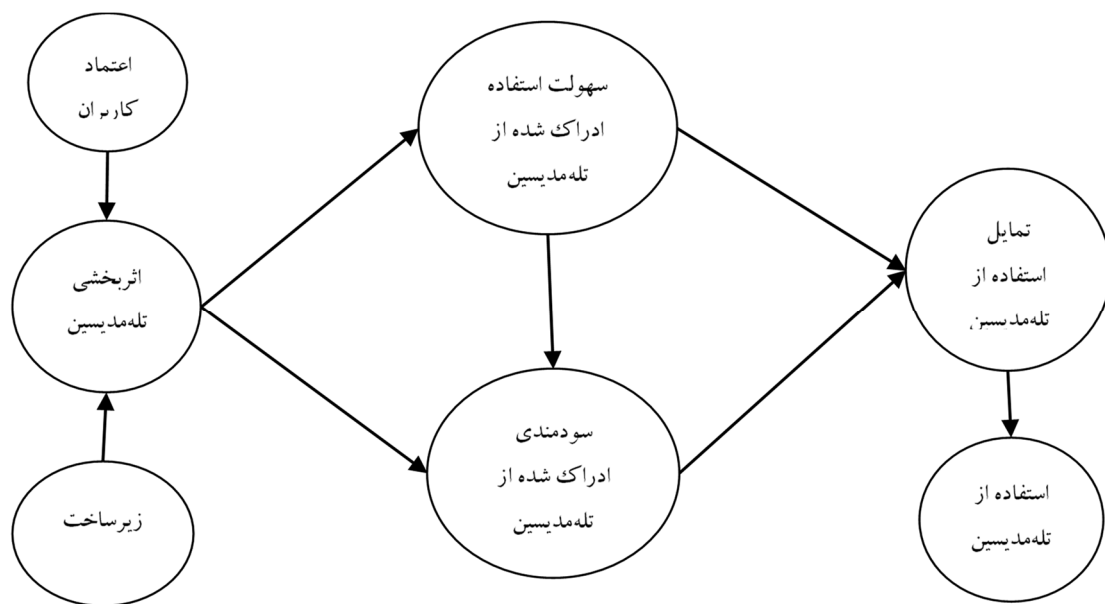 اعتماد
کاربران
سهولت استفاده
ادراک شده از
تله‌مدیسین
تمایل
استفاده از
تله‌مدیسین
اثربخشی
تله‌مدیسین
سودمندی
ادراک شده از
تله‌مدیسین
زیرساخت
استفاده از
تله‌مدیسین